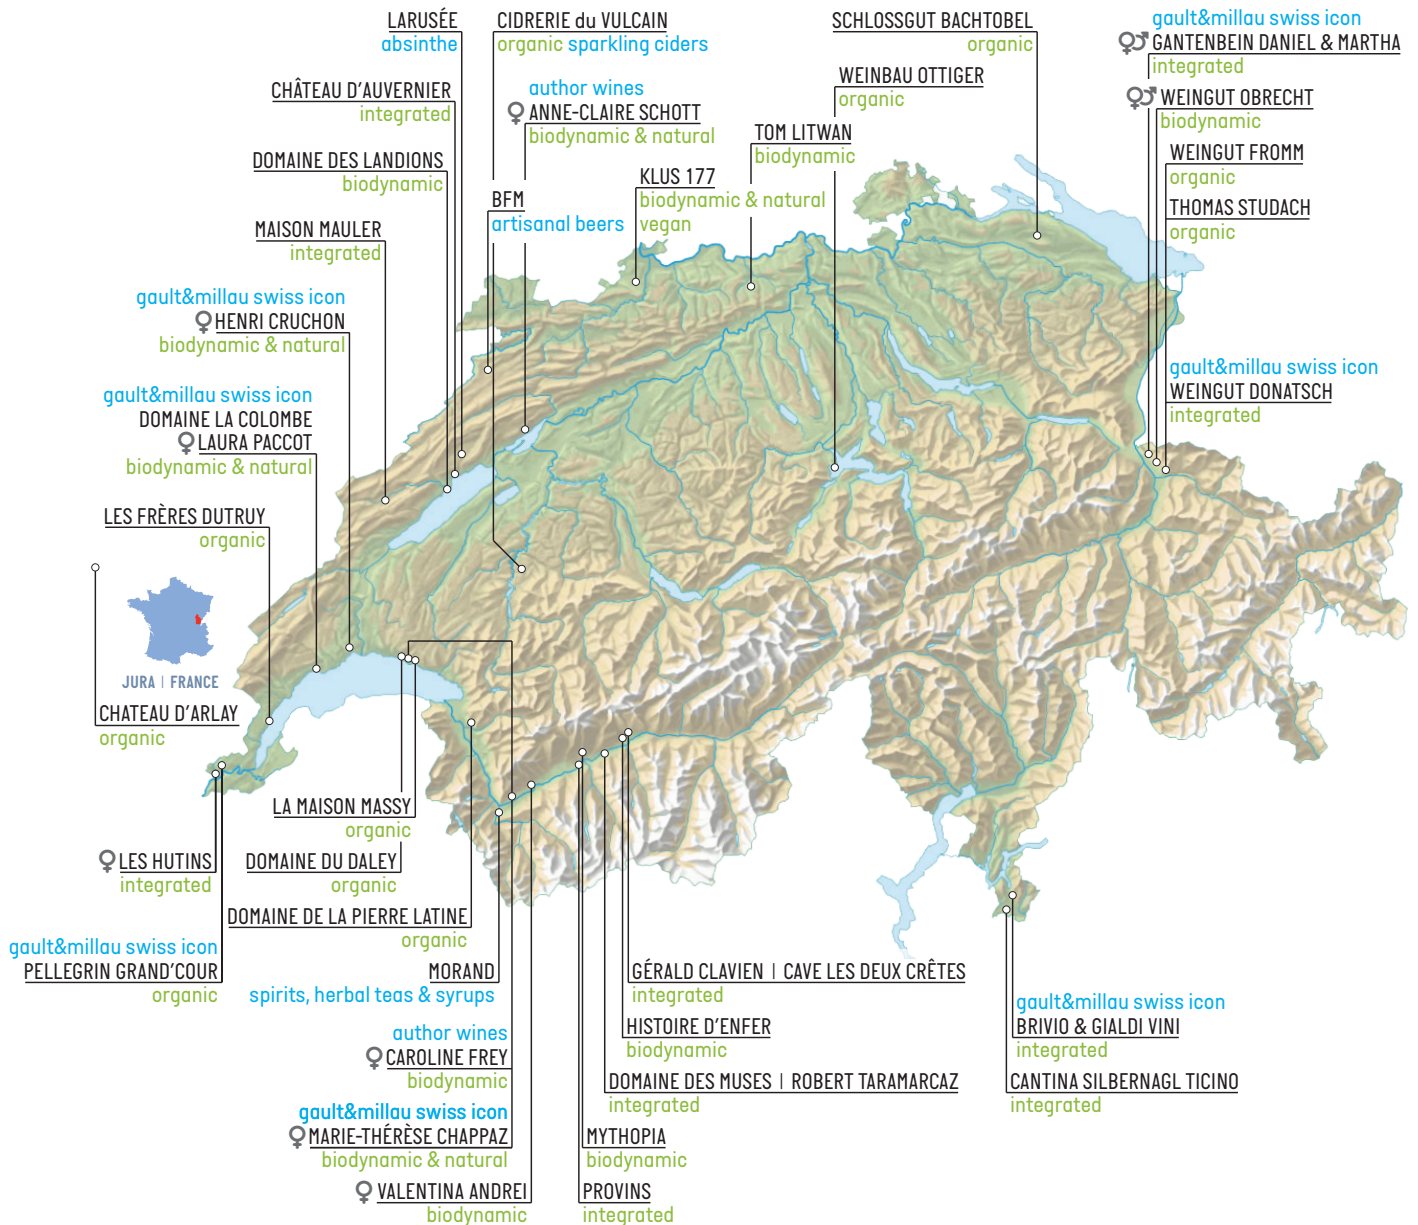 LARUSÉE
absinthe
CIDRERIE du VULCAIN
organic sparkling ciders
SCHLOSSGUT BACHTOBEL
organic
gault&millau swiss icon
GANTENBEIN DANIEL & MARTHA
integrated
CHÂTEAU D'AUVERNIER
integrated
author wines
ANNE-CLAIRE SCHOTT
biodynamic & natural
WEINBAU OTTIGER
organic
WEINGUT OBRECHT
biodynamic
TOM LITWAN
biodynamic
WEINGUT FROMM
organic
DOMAINE DES LANDIONS
biodynamic
KLUS 177
biodynamic & natural
vegan
BFM
artisanal beers
THOMAS STUDACH
organic
MAISON MAULER
integrated
gault&millau swiss icon
HENRI CRUCHON
biodynamic & natural
gault&millau swiss icon
WEINGUT DONATSCH
integrated
gault&millau swiss icon
DOMAINE LA COLOMBE
LAURA PACCOT
biodynamic & natural
LES FRÈRES DUTRUY
organic
JURA | FRANCE
CHATEAU D'ARLAY
organic
LA MAISON MASSY
organic
LES HUTINS
integrated
DOMAINE DU DALEY
organic
DOMAINE DE LA PIERRE LATINE
organic
gault&millau swiss icon
PELLEGRIN GRAND'COUR
organic
MORAND
spirits, herbal teas & syrups
GÉRALD CLAVIEN | CAVE LES DEUX CRÊTES
integrated
gault&millau swiss icon
BRIVIO & GIALDI VINI
integrated
author wines
CAROLINE FREY
biodynamic
HISTOIRE D'ENFER
biodynamic
DOMAINE DES MUSES | ROBERT TARAMARCAZ
integrated
CANTINA SILBERNAGL TICINO
integrated
gault&millau swiss icon
MARIE-THÉRÈSE CHAPPAZ
biodynamic & natural
MYTHOPIA
biodynamic
VALENTINA ANDREI
biodynamic
PROVINS
integrated